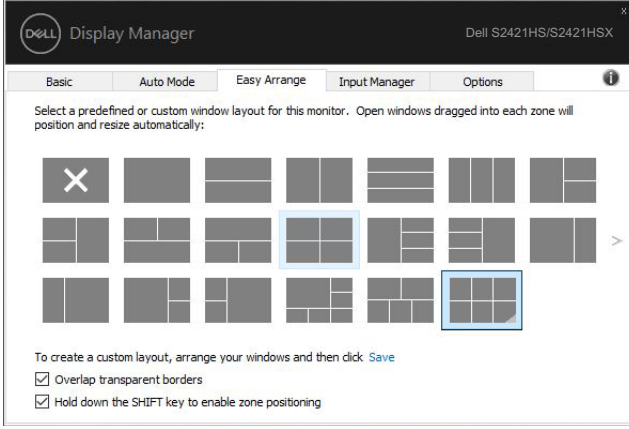 x
DELL Display Manager
Dell S2421HS/S2421HSX
Basic Auto Mode Easy Arrange Input Manager Options
Select a predefined or custom window layout for this monitor. Open windows dragged into each zone will
position and resize automatically:
>
To create a custom layout, arrange your windows and then click Save
Overlap transparent borders
Hold down the SHIFT key to enable zone positioning